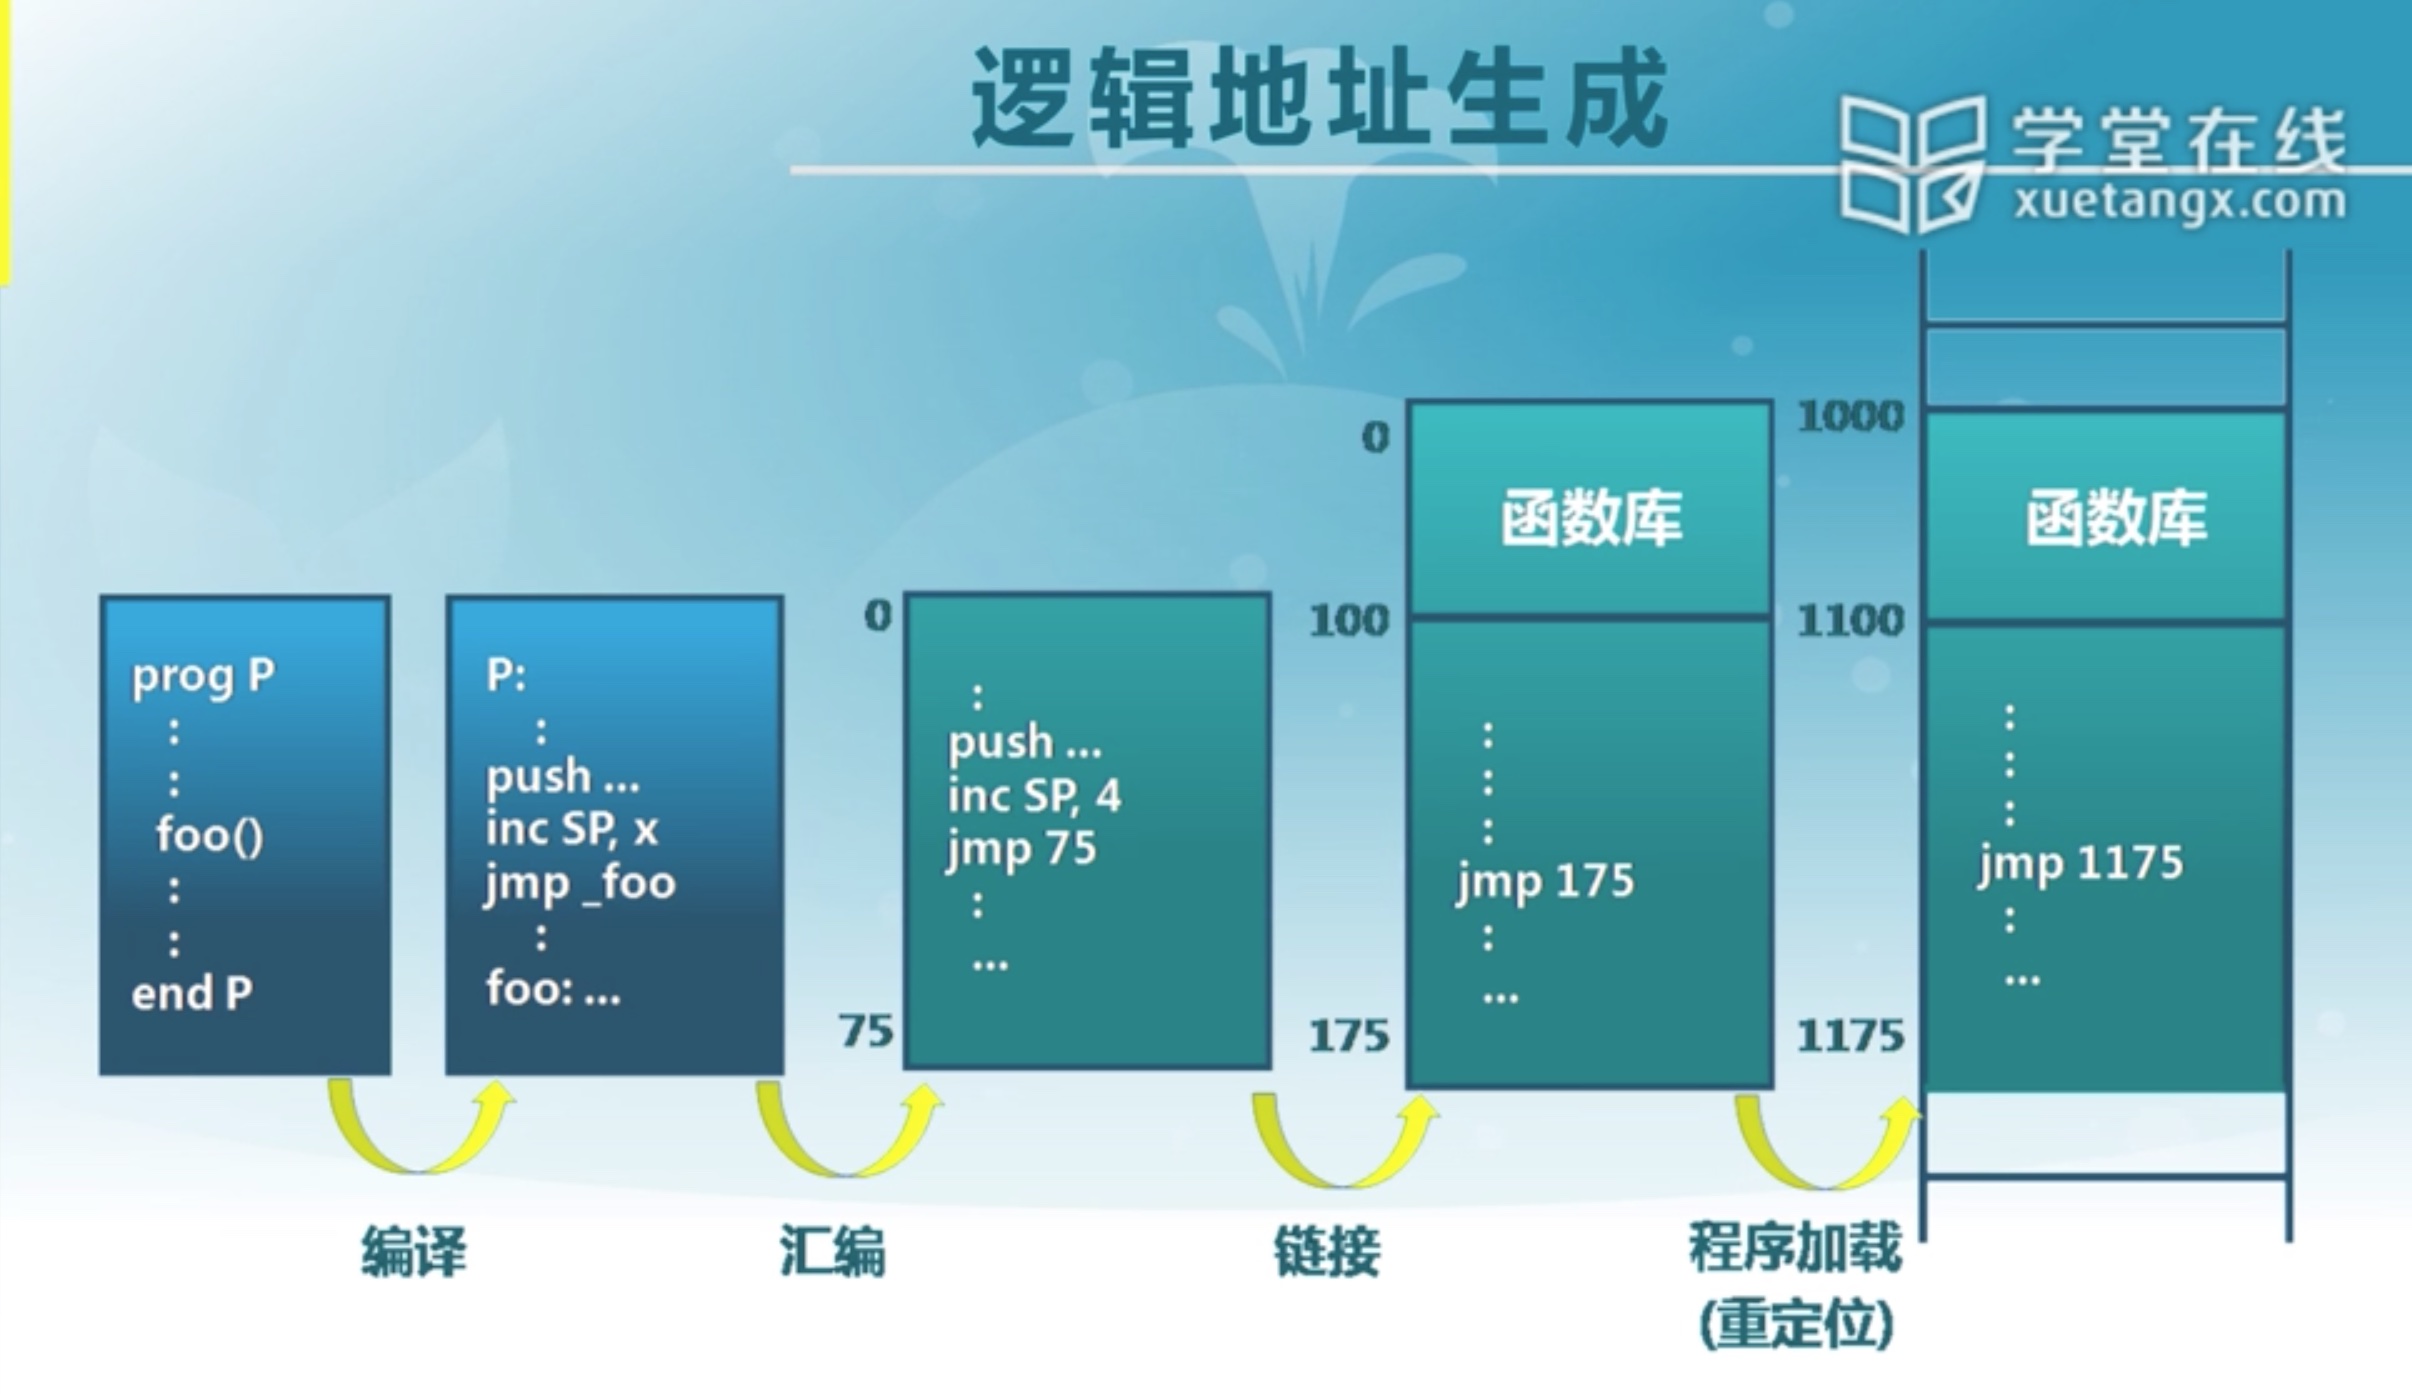 逻辑地址生成
学堂在线
xuetangx.com
prog P
:
:
foo()
:
:
end P
P:
:
push ...
inc SP, x
jmp _foo
:
foo: ...
0
:
push ...
inc SP, 4
jmp 75
:
...
75
0
函数库
100
:
:
:
jmp 175
:
...
175
1000
函数库
1100
:
:
:
jmp 1175
:
...
1175
编译
汇编
链接
程序加载
(重定位)